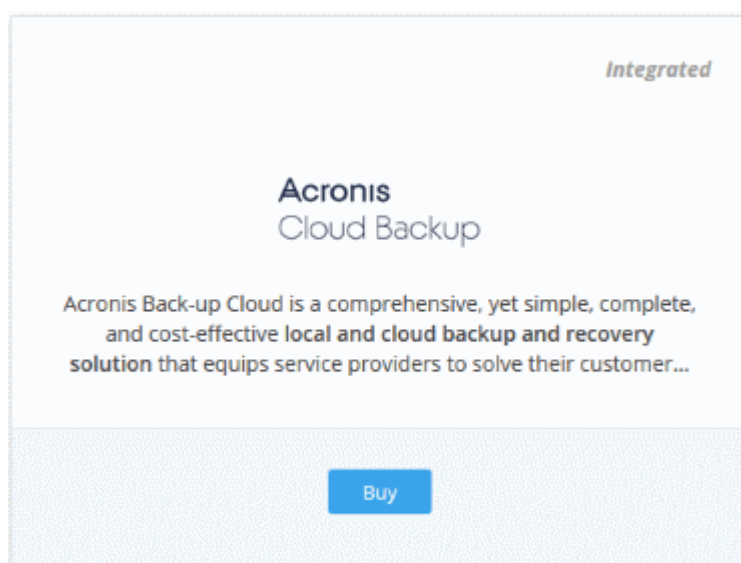 Integrated
Acronis
Cloud Backup
Acronis Back-up Cloud is a comprehensive, yet simple, complete,
and cost-effective local and cloud backup and recovery
solution that equips service providers to solve their customer...
Buy